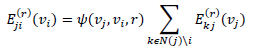 E_{ji}^{(r)}(v_i) = ψ(v_j, v_i, r) ∑_{k∈N(j)\i} E_{kj}^{(r)}(v_j)